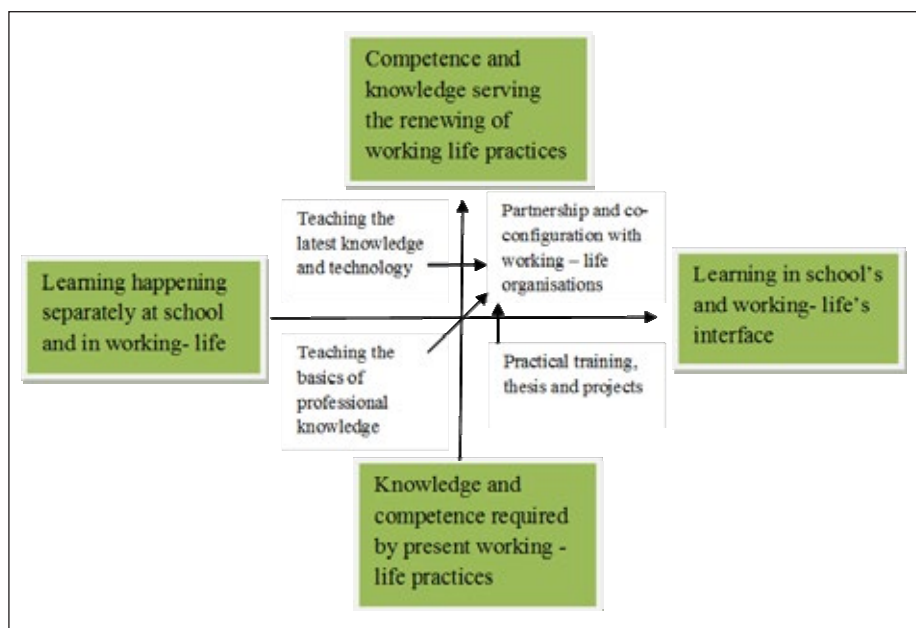 Competence and
knowledge serving
the renewing of
working life practices
Teaching the
latest knowledge
and technology
Partnership and co-
configuration with
working – life
organisations
Learning happening
separately at school
and in working- life
Learning in school's
and working- life's
interface
Teaching the
basics of
professional
knowledge
Practical training,
thesis and projects
Knowledge and
competence required
by present working -
life practices